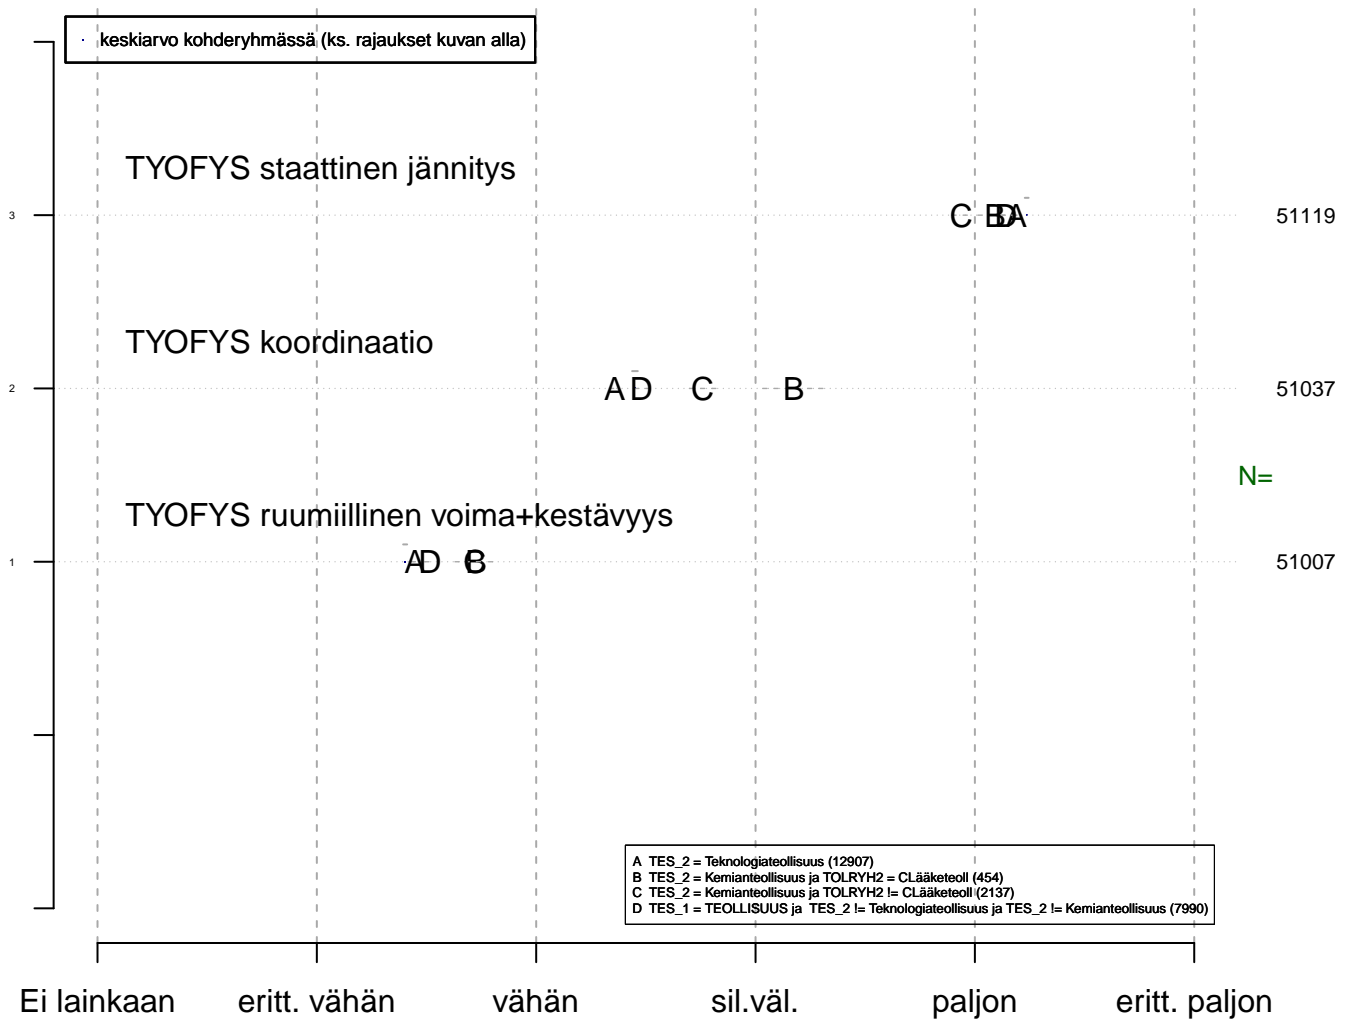 keskiarvo kohderyhmässä (ks. rajaukset kuvan alla)
TYOFYS staattinen jännitys
3 C B D A 51119
TYOFYS koordinaatio
2 A D C B 51037
N=
TYOFYS ruumiillinen voima+kestävyys
1 A D C B 51007
A TES_2 = Teknologiateollisuus (12907)
B TES_2 = Kemianteollisuus ja TOLRYH2 = CLääketeoll (454)
C TES_2 = Kemianteollisuus ja TOLRYH2 != CLääketeoll (2137)
D TES_1 = TEOLLISUUS ja TES_2 != Teknologiateollisuus ja TES_2 != Kemianteollisuus (7990)
Ei lainkaan eritt. vähän vähän sil.väl. paljon eritt. paljon